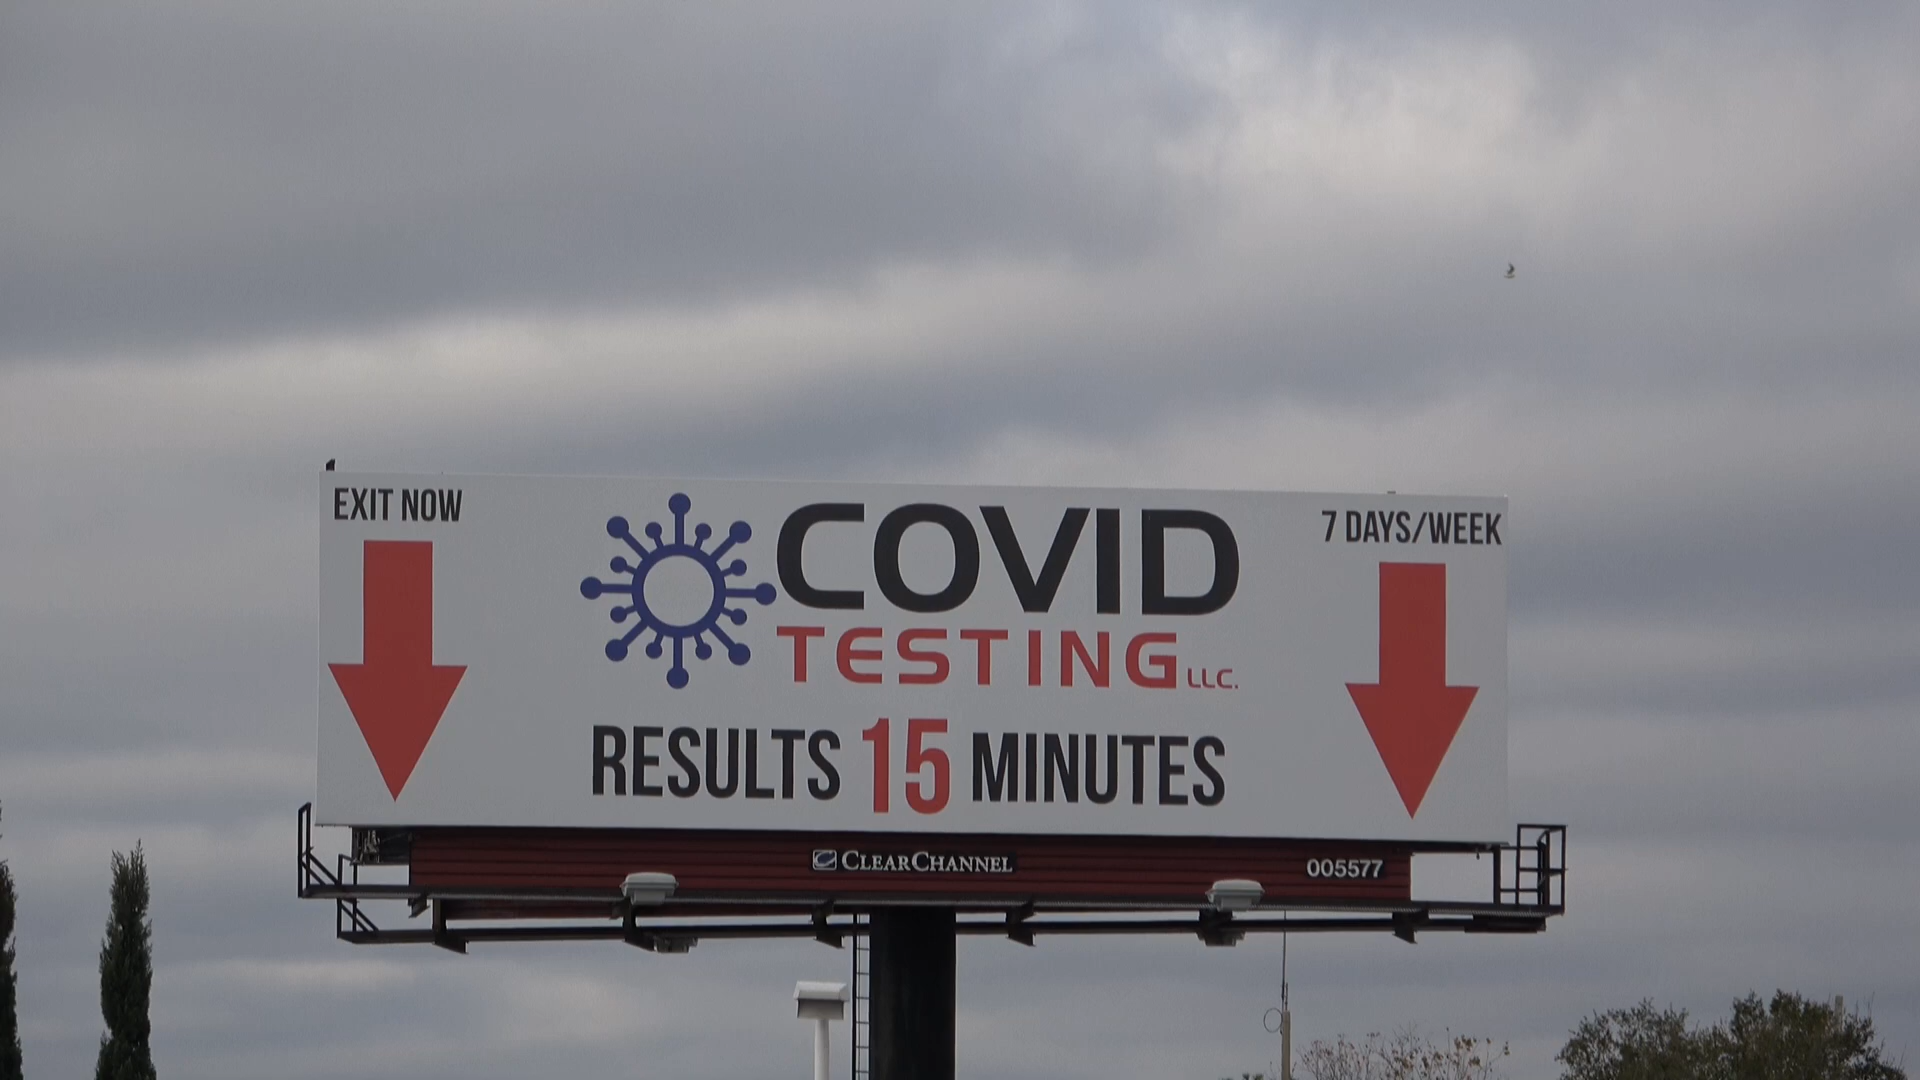 EXIT NOW
7 DAYS/WEEK
COVID
TESTING LLC.
RESULTS 15 MINUTES
CLEARCHANNEL
005577